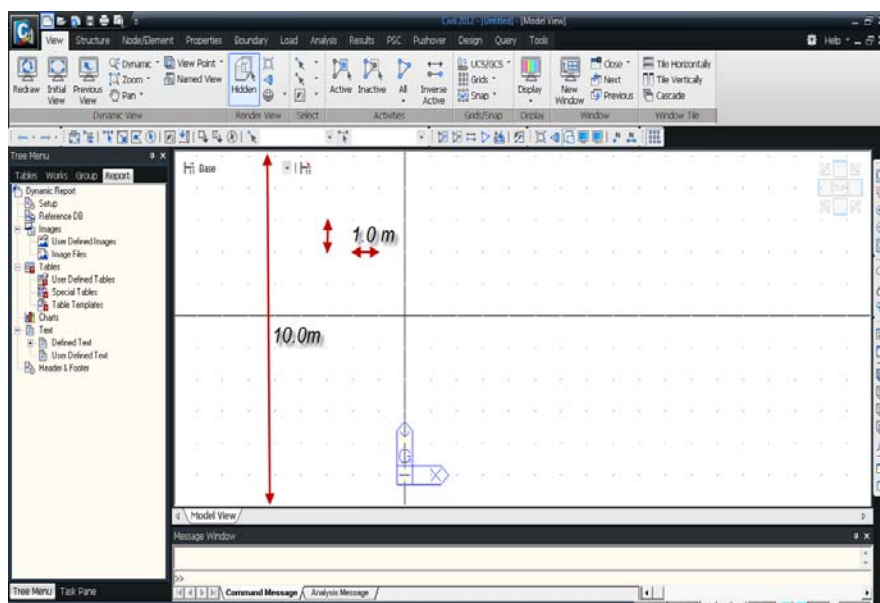 Civil 2012 - [Untitled] - [Model View]
View Structure Node/Element Properties Boundary Load Analysis Results PSC Pushover Design Query Tools Help
Redraw Initial View Previous View Dynamic Zoom Pan View Point Named View Hidden Active Inactive All Inverse Active UCS/GCS Grids Snap Display New Window Close Next Previous Tile Horizontally Tile Vertically Cascade
Dynamic View Render View Select Activities Grids/Snap Display Window Window Tile
Tree Menu
Tables Works Group Report
Dynamic Report
Setup
Reference DB
Images
User Defined Images
Image Files
Tables
User Defined Tables
Special Tables
Table Templates
Charts
Text
Defined Text
User Defined Text
Header & Footer
Base
1.0 m
10.0m
G
X
Model View
Message Window
>>
Command Message Analysis Message
Tree Menu Task Pane